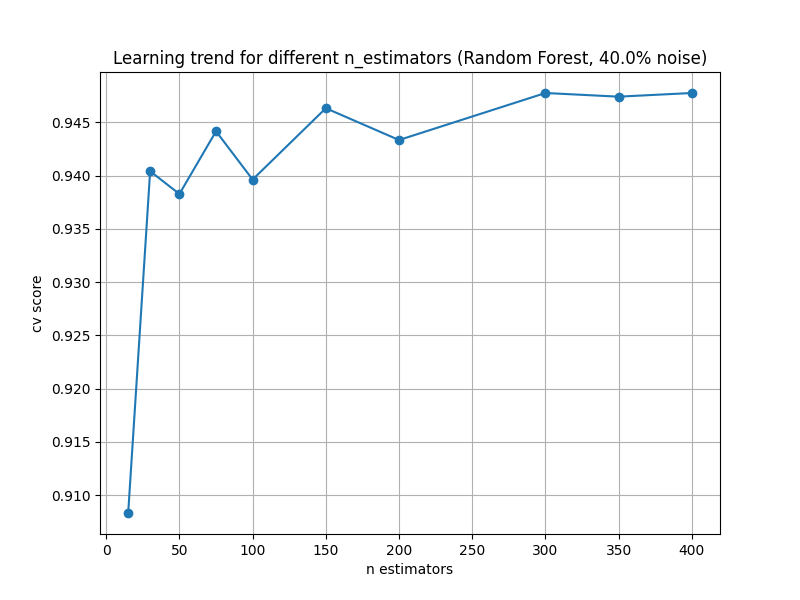 Learning trend for different n_estimators (Random Forest, 40.0% noise)
0.945
0.940
0.935
0.930
0.925
0.920
0.915
0.910
cv score
0 50 100 150 200 250 300 350 400
n estimators